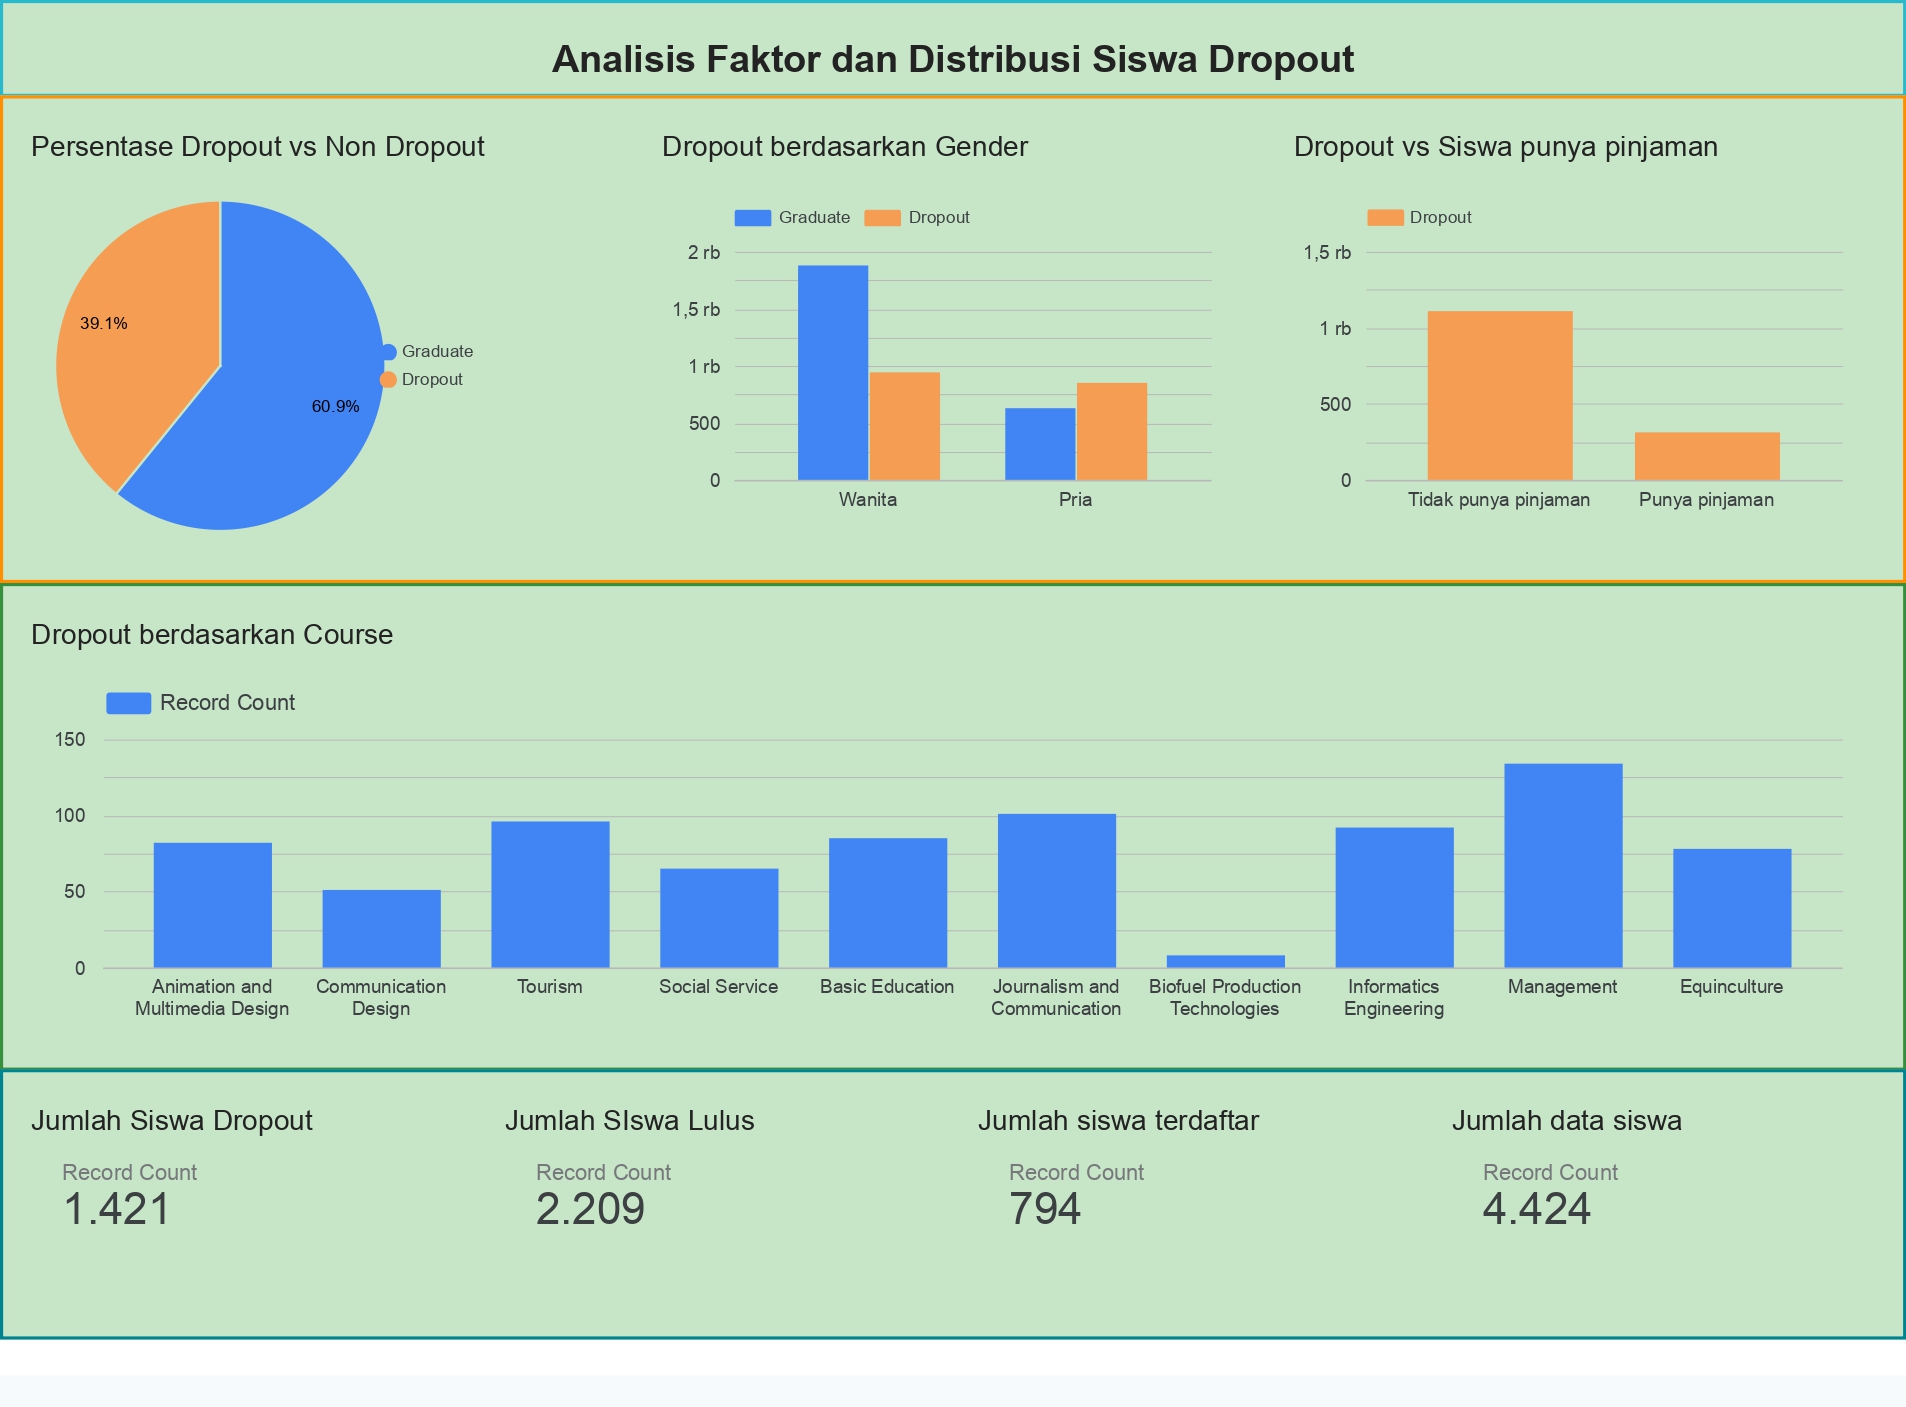 Analisis Faktor dan Distribusi Siswa Dropout
Persentase Dropout vs Non Dropout
39.1%
60.9%
Graduate
Dropout
Dropout berdasarkan Gender
Graduate
Dropout
2 rb
1,5 rb
1 rb
500
0
Wanita
Pria
Dropout vs Siswa punya pinjaman
Dropout
1,5 rb
1 rb
500
0
Tidak punya pinjaman
Punya pinjaman
Dropout berdasarkan Course
Record Count
150
100
50
0
Animation and
Multimedia Design
Communication
Design
Tourism
Social Service
Basic Education
Journalism and
Communication
Biofuel Production
Technologies
Informatics
Engineering
Management
Equinculture
Jumlah Siswa Dropout
Record Count
1.421
Jumlah SIswa Lulus
Record Count
2.209
Jumlah siswa terdaftar
Record Count
794
Jumlah data siswa
Record Count
4.424